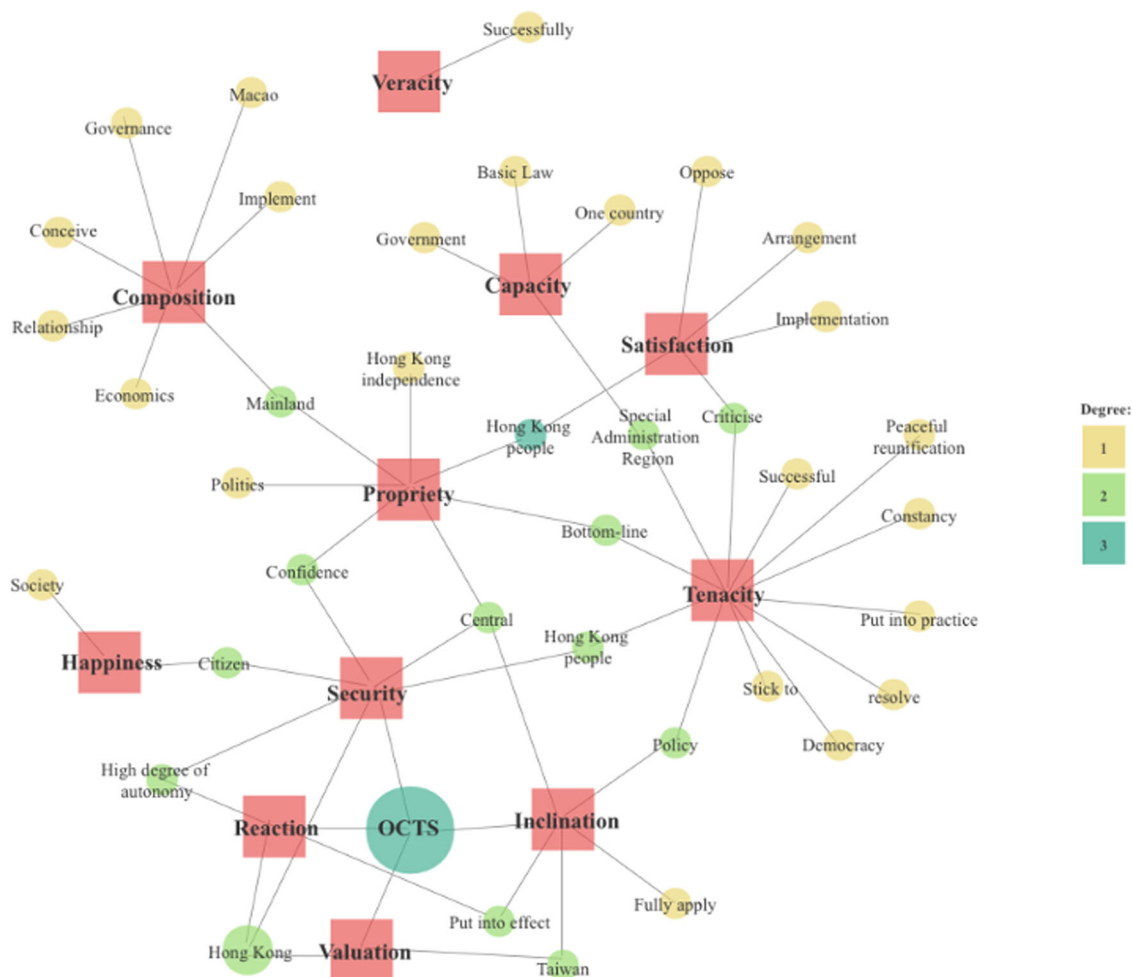 Successfully
Veracity
Macao
Governance
Basic Law
Oppose
Implement
One country
Conceive
Government
Arrangement
Capacity
Composition
Relationship
Implementation
Satisfaction
Hong Kong
independence
Economics
Mainland
Hong Kong
people
Special
Administration
Region
Criticise
Peaceful
reunification
Degree:
1
2
3
Politics
Propriety
Successful
Constancy
Bottom-line
Confidence
Society
Tenacity
Central
Hong Kong
people
Put into practice
Happiness
Citizen
Security
Stick to
resolve
Policy
Democracy
High degree of
autonomy
Reaction
OCTS
Inclination
Fully apply
Put into effect
Hong Kong
Valuation
Taiwan